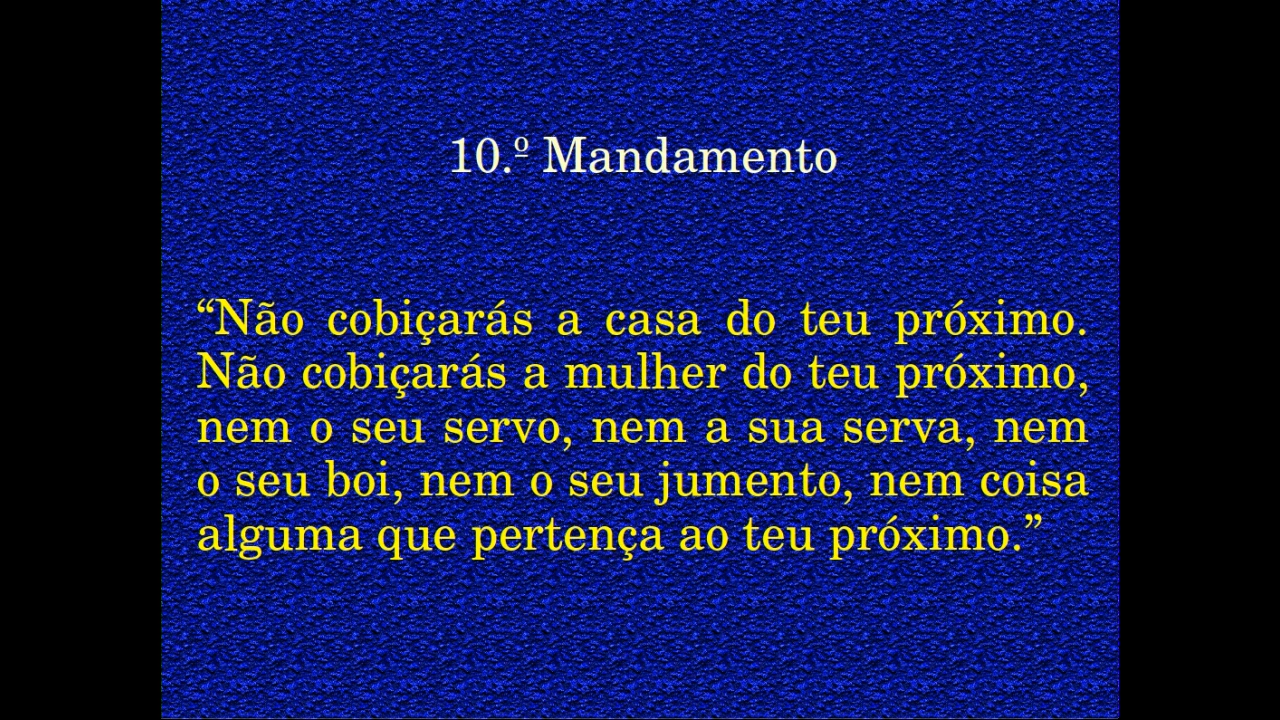 10.º Mandamento
“Não cobiçarás a casa do teu próximo.
Não cobiçarás a mulher do teu próximo,
nem o seu servo, nem a sua serva, nem
o seu boi, nem o seu jumento, nem coisa
alguma que pertença ao teu próximo.”